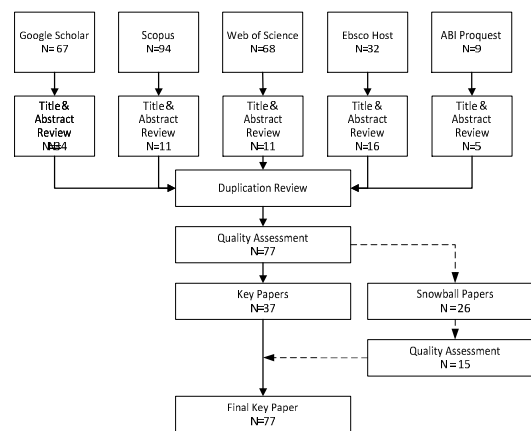 Google Scholar
N= 67
Scopus
N=94
Web of Science
N=68
Ebsco Host
N=32
ABI Proquest
N=9
Title &
Abstract
Review
Title &
Abstract
Review
N=11
Title &
Abstract
Review
N=11
Title &
Abstract
Review
N=16
Title &
Abstract
Review
N=5
Duplication Review
Quality Assessment
N=77
Key Papers
N=37
Snowball Papers
N = 26
Quality Assessment
N = 15
Final Key Paper
N=77